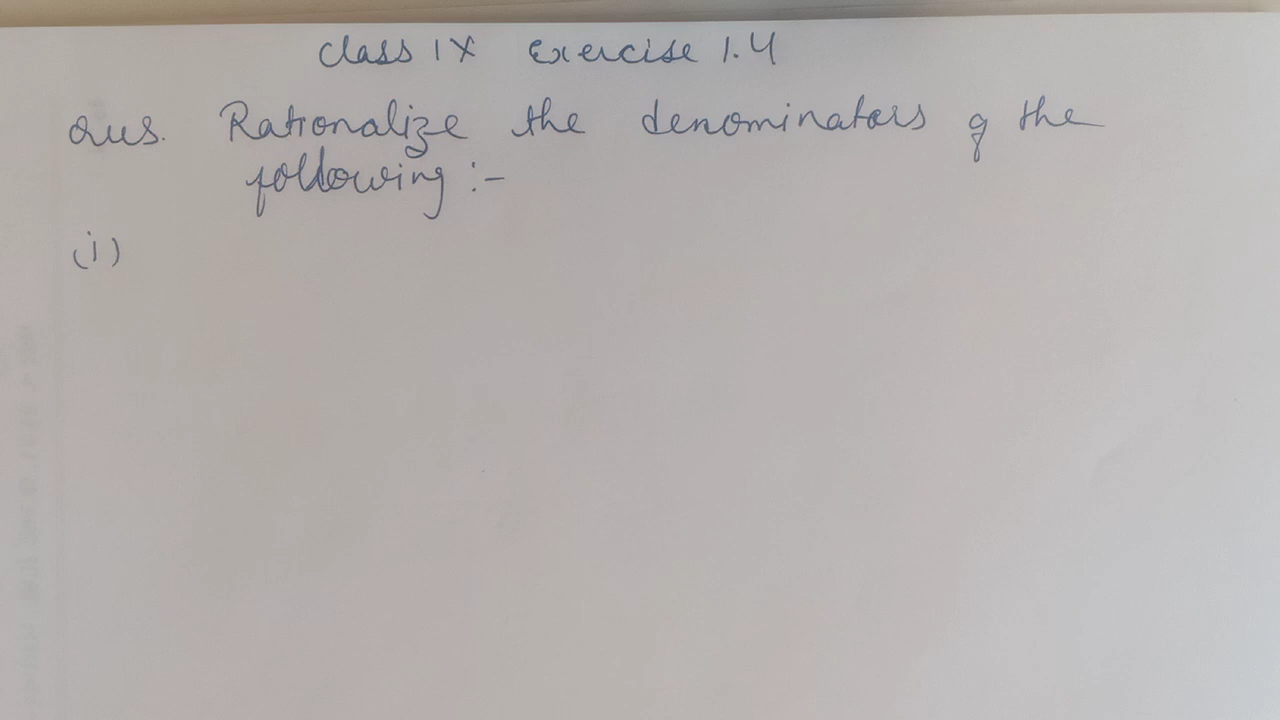 Class IX Exercise 1.4
Ques. Rationalize the denominators of the
following :-
(i)